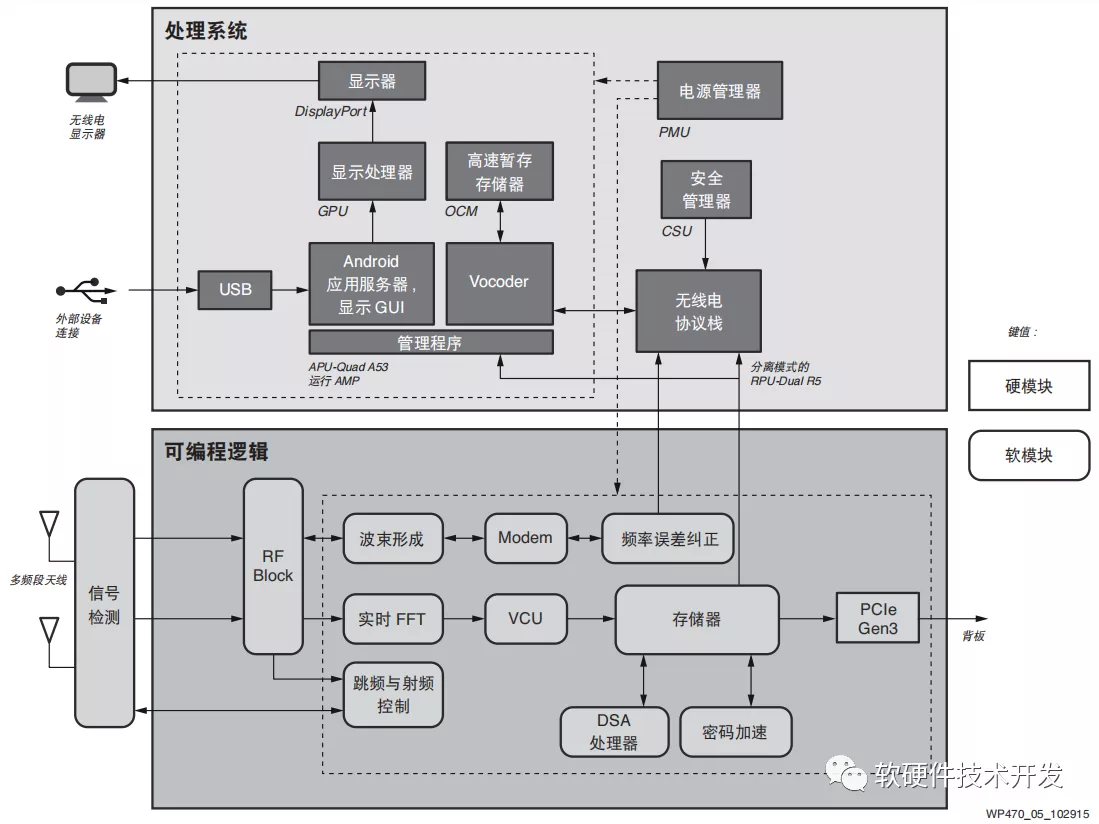 处理系统
显示器
DisplayPort
无线电
显示器
电源管理器
PMU
显示处理器
GPU
高速暂存
存储器
OCM
安全
管理器
CSU
USB
外部设备
连接
Android
应用服务器，
显示 GUI
Vocoder
无线电
协议栈
管理程序
APU-Quad A53
运行 AMP
分离模式的
RPU-Dual R5
键值：
硬模块
软模块
可编程逻辑
多频段天线
信号
检测
RF
Block
波束形成
Modem
频率误差纠正
实时 FFT
VCU
存储器
PCIe
Gen3
背板
跳频与射频
控制
DSA
处理器
密码加速
软硬件技术开发
WP470_05_102915